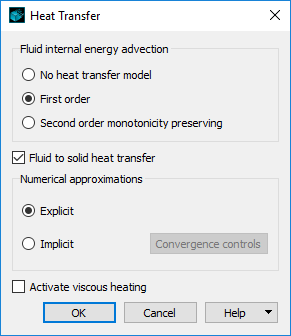 Heat Transfer
Fluid internal energy advection
No heat transfer model
First order
Second order monotonicity preserving
Fluid to solid heat transfer
Numerical approximations
Explicit
Implicit Convergence controls
Activate viscous heating
OK Cancel Help